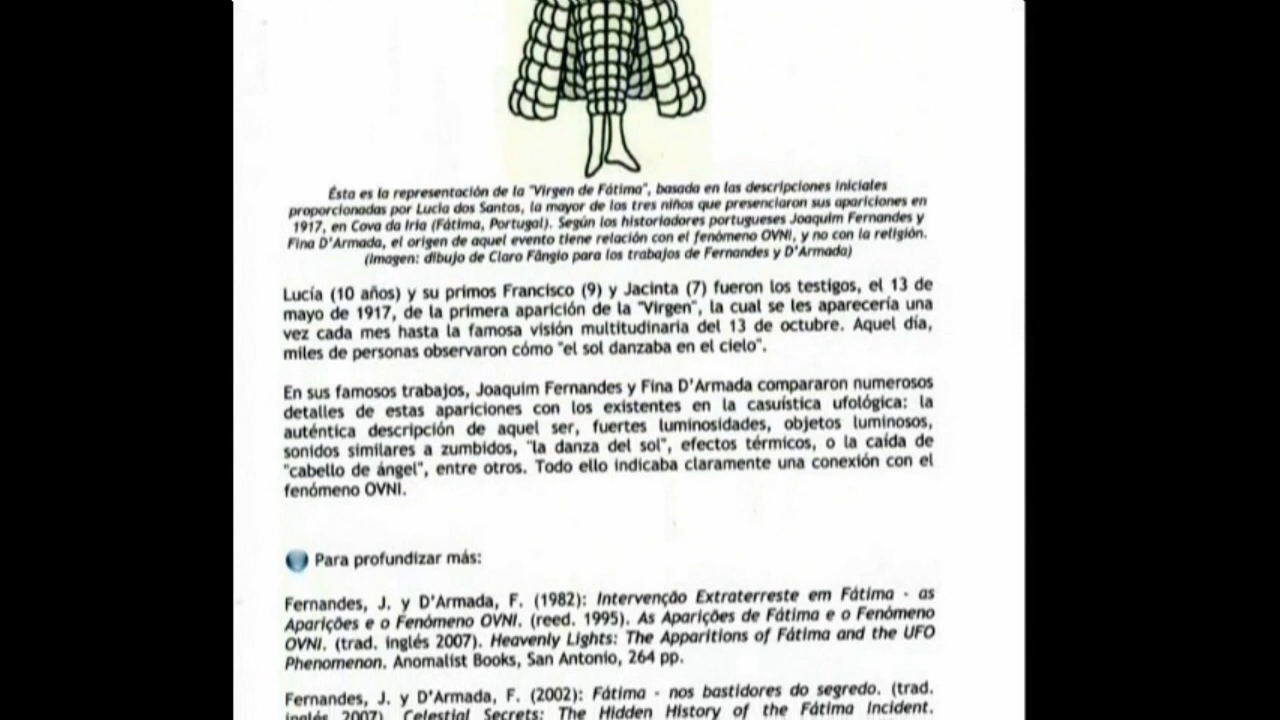 Ésta es la representación de la "Virgen de Fátima", basada en las descripciones iniciales
proporcionadas por Lucía dos Santos, la mayor de los tres niños que presenciaron sus apariciones en
1917, en Cova da Iria (Fátima, Portugal). Según los historiadores portugueses Joaquim Fernandes y
Fina D'Armada, el origen de aquel evento tiene relación con el fenómeno OVNI, y no con la religión.
(Imagen: dibujo de Claro Fângio para los trabajos de Fernandes y D'Armada)
Lucía (10 años) y su primos Francisco (9) y Jacinta (7) fueron los testigos, el 13 de
mayo de 1917, de la primera aparición de la "Virgen", la cual se les aparecería una
vez cada mes hasta la famosa visión multitudinaria del 13 de octubre. Aquel día,
miles de personas observaron cómo "el sol danzaba en el cielo".
En sus famosos trabajos, Joaquim Fernandes y Fina D'Armada compararon numerosos
detalles de estas apariciones con los existentes en la casuística ufológica: la
auténtica descripción de aquel ser, fuertes luminosidades, objetos luminosos,
sonidos similares a zumbidos, "la danza del sol", efectos térmicos, o la caída de
"cabello de ángel", entre otros. Todo ello indicaba claramente una conexión con el
fenómeno OVNI.
Para profundizar más:
Fernandes, J. y D'Armada, F. (1982): Intervenção Extraterreste em Fátima - as
Aparições e o Fenómeno OVNI. (reed. 1995). As Aparições de Fátima e o Fenómeno
OVNI. (trad. inglés 2007). Heavenly Lights: The Apparitions of Fátima and the UFO
Phenomenon. Anomalist Books, San Antonio, 264 pp.
Fernandes, J. y D'Armada, F. (2002): Fátima - nos bastidores do segredo. (trad.
inglés 2007). Celestial Secrets: The Hidden History of the Fátima Incident.